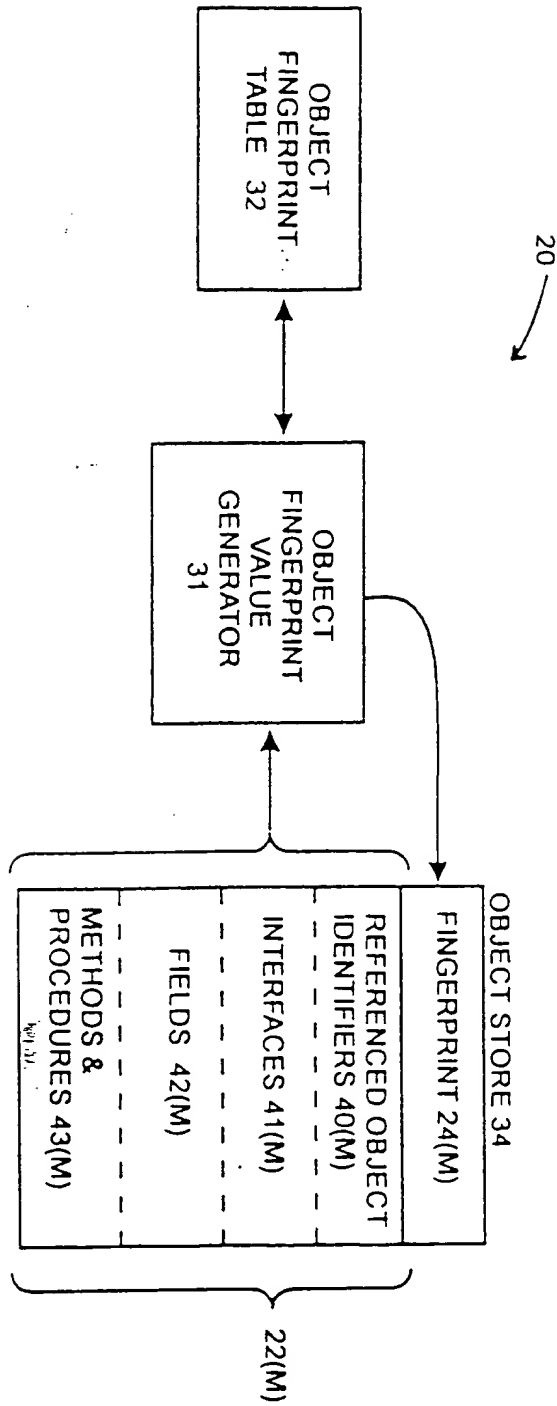 20
OBJECT
FINGERPRINT
TABLE 32
OBJECT
FINGERPRINT
VALUE
GENERATOR
31
OBJECT STORE 34
FINGERPRINT 24(M)
REFERENCED OBJECT
IDENTIFIERS 40(M)
INTERFACES 41(M)
FIELDS 42(M)
METHODS &
PROCEDURES 43(M)
22(M)